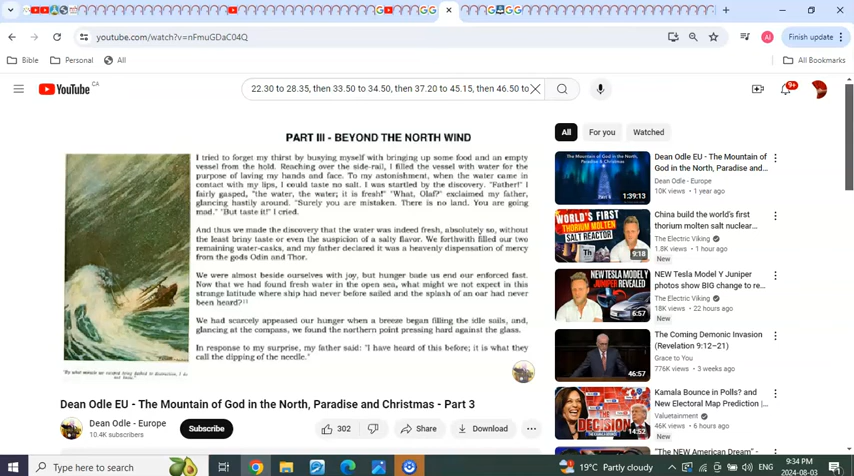 Finish update
youtube.com/watch?v=nFmuGDaC04Q
Bible
Personal
All
All Bookmarks
YouTube CA
22.30 to 28.35, then 33.50 to 34.50, then 37.20 to 45.15, then 46.50 to
9+
PART III - BEYOND THE NORTH WIND
I tried to forget my thirst by busying myself with bringing up some food and an empty
vessel from the hold. Reaching over the side-rail, I filled the vessel with water for the
purpose of laving my hands and face. To my astonishment, when the water came in
contact with my lips, I could taste no salt. I was startled by the discovery. "Father!" I
fairly gasped, "the water, the water; it is fresh!" "What, Olaf?" exclaimed my father,
glancing hastily around. "Surely you are mistaken. There is no land. You are going
mad." "But taste it!" I cried.
And thus we made the discovery that the water was indeed fresh, absolutely so, without
the least briny taste or even the suspicion of a salty flavor. We forthwith filled our two
remaining water-casks, and my father declared it was a heavenly dispensation of mercy
from the gods Odin and Thor.
We were almost beside ourselves with joy, but hunger bade us end our enforced fast.
Now that we had found fresh water in the open sea, what might we not expect in this
strange latitude where ship had never before sailed and the splash of an oar had never
been heard?
We had scarcely appeased our hunger when a breeze began filling the idle sails, and,
glancing at the compass, we found the northern point pressing hard against the glass.
In response to my surprise, my father said: "I have heard of this before; it is what they
call the dipping of the needle."
Dean Odle EU - The Mountain of God in the North, Paradise and Christmas - Part 3
Dean Odle - Europe
10.4K subscribers
Subscribe
302
Share
Download
All
For you
Watched
The Mountain of God in the North,
Paradise & Christmas
1:39:13
Dean Odle EU - The Mountain of
God in the North, Paradise and...
Dean Odle - Europe
10K views • 1 year ago
WORLD'S FIRST
THORIUM MOLTEN
SALT REACTOR
Th
9:18
China build the world's first
thorium molten salt nuclear...
The Electric Viking
1.8K views • 1 hour ago
New
NEW TESLA MODEL Y
JUNIPER
REVEALED
6:57
NEW Tesla Model Y Juniper
photos show BIG change to re...
The Electric Viking
18K views • 22 hours ago
New
46:57
The Coming Demonic Invasion
(Revelation 9:12–21)
Grace to You
776K views • 3 weeks ago
THE DECISION
14:52
Kamala Bounce in Polls? and
New Electoral Map Prediction |...
Valuetainment
46K views • 6 hours ago
New
"The NEW American Dream" -
Type here to search
19°C Partly cloudy
9:34 PM
2024-08-03